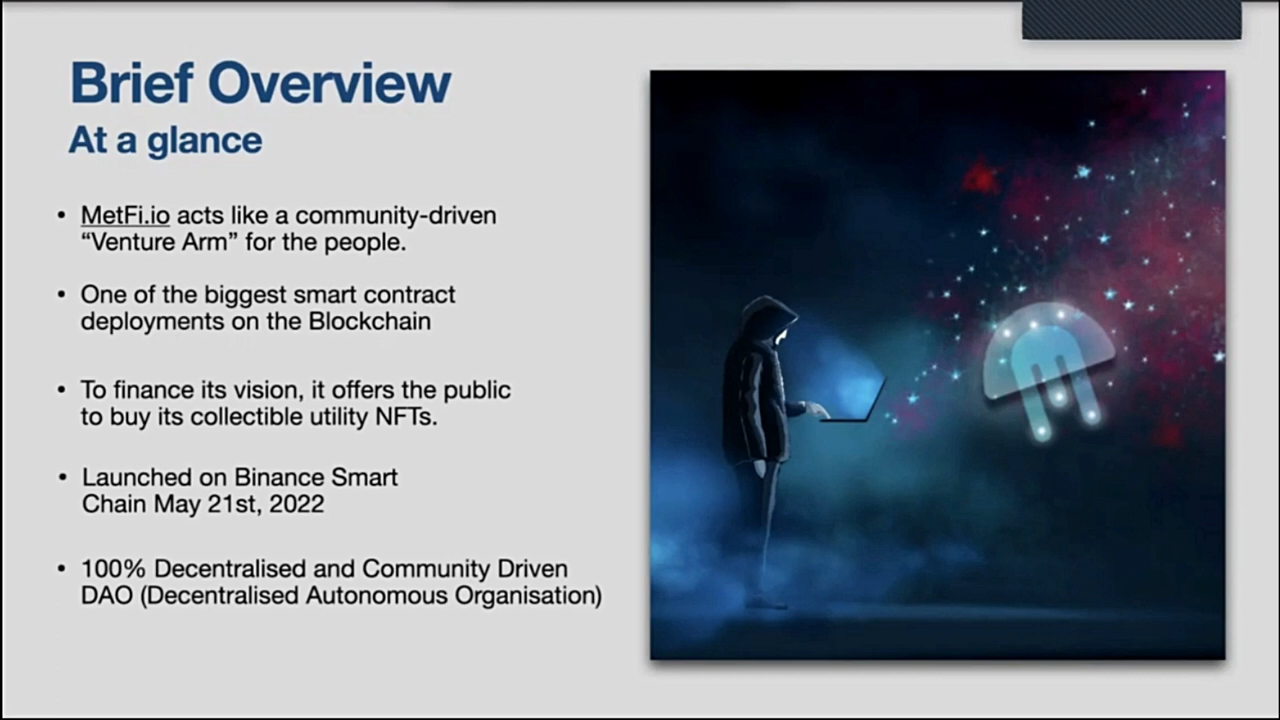 Brief Overview
At a glance
• MetFi.io acts like a community-driven
“Venture Arm” for the people.
• One of the biggest smart contract
deployments on the Blockchain
• To finance its vision, it offers the public
to buy its collectible utility NFTs.
• Launched on Binance Smart
Chain May 21st, 2022
• 100% Decentralised and Community Driven
DAO (Decentralised Autonomous Organisation)